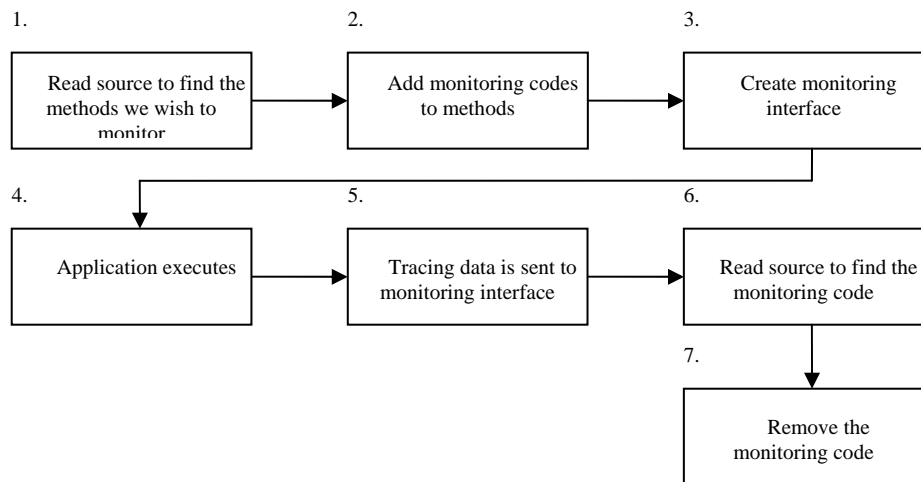 1.
2.
3.
Read source to find the
methods we wish to
monitor
Add monitoring codes
to methods
Create monitoring
interface
4.
5.
6.
Application executes
Tracing data is sent to
monitoring interface
Read source to find the
monitoring code
7.
Remove the
monitoring code